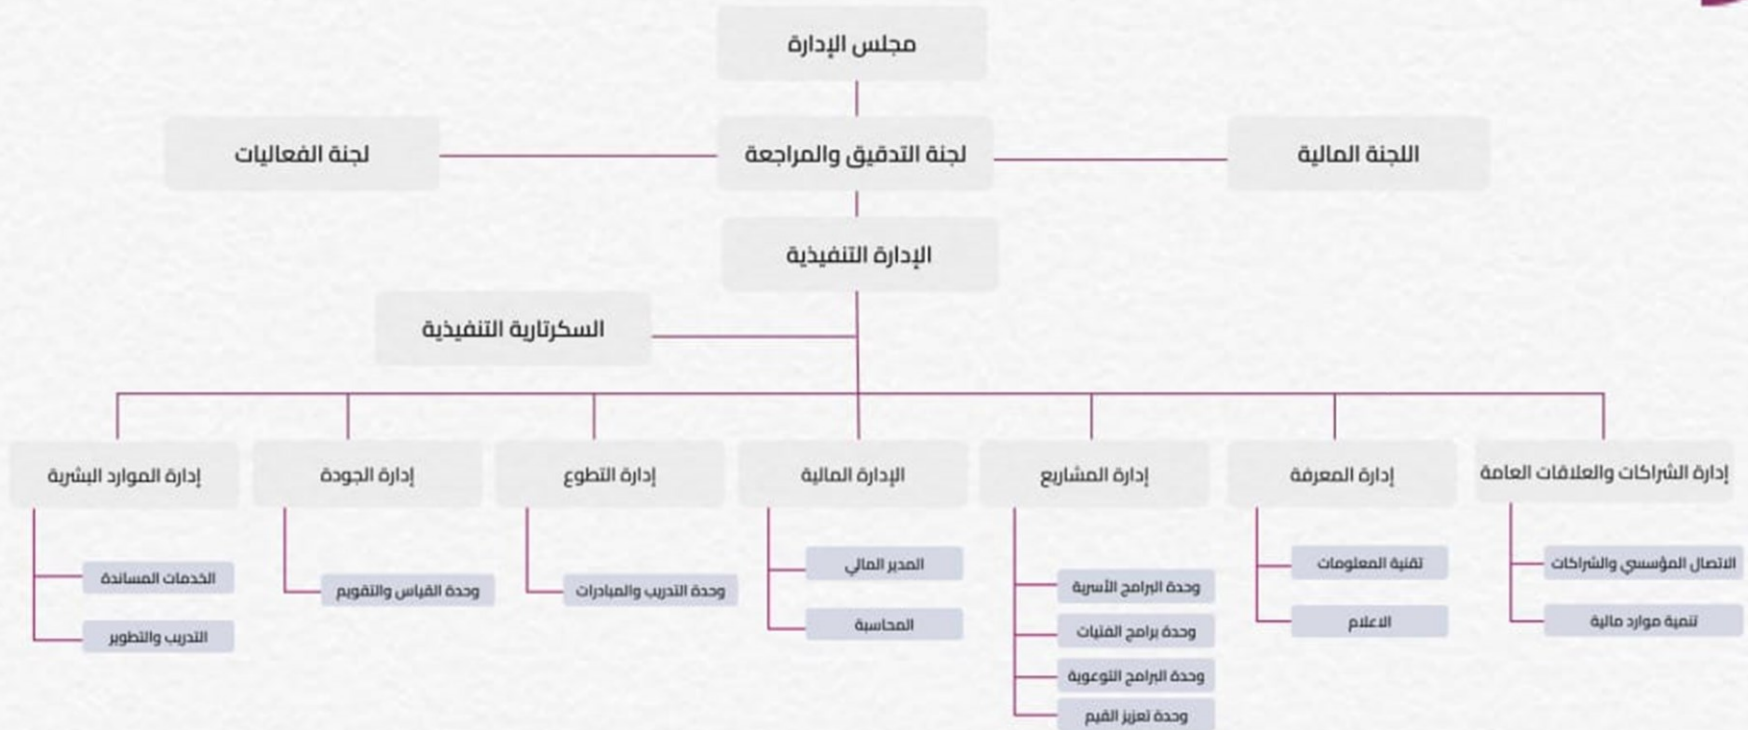 مجلس الإدارة
اللجنة المالية
لجنة التدقيق والمراجعة
لجنة الفعاليات
الإدارة التنفيذية
السكرتارية التنفيذية
إدارة الشراكات والعلاقات العامة
الاتصال المؤسسي والشراكات
تنمية موارد مالية
إدارة المعرفة
تقنية المعلومات
الاعلام
إدارة المشاريع
وحدة البرامج الأسرية
وحدة برامج الفتيات
وحدة البرامج التوعوية
وحدة تعزيز القيم
الإدارة المالية
المدير المالي
المحاسبة
إدارة التطوع
وحدة التدريب والمبادرات
إدارة الجودة
وحدة القياس والتقويم
إدارة الموارد البشرية
الخدمات المساندة
التدريب والتطوير